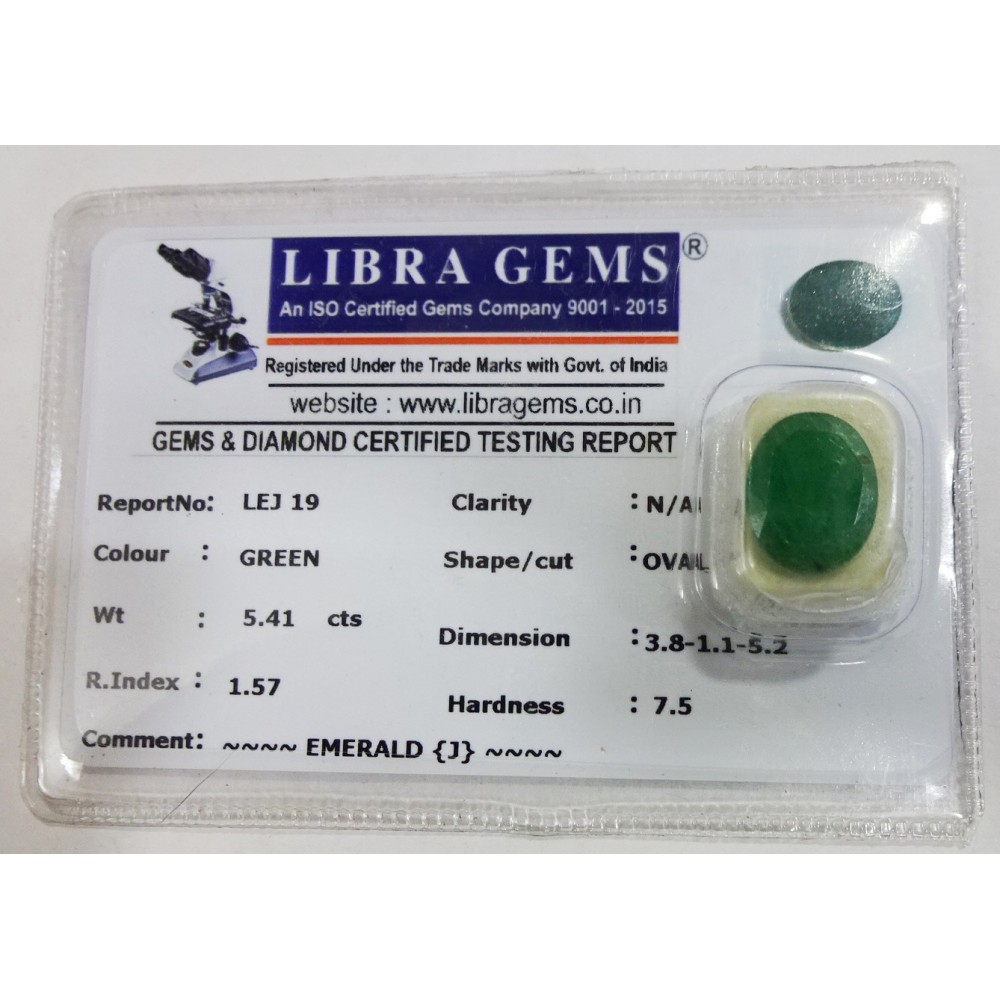 LIBRA GEMS ®
An ISO Certified Gems Company 9001 - 2015
Registered Under the Trade Marks with Govt. of India
website : www.libragems.co.in
GEMS & DIAMOND CERTIFIED TESTING REPORT
ReportNo: LEJ 19
Clarity : N/A
Colour : GREEN
Shape/cut : OVAL
Wt : 5.41 cts
Dimension : 3.8-1.1-5.2
R.Index : 1.57
Hardness : 7.5
Comment: ~~~~ EMERALD {J} ~~~~